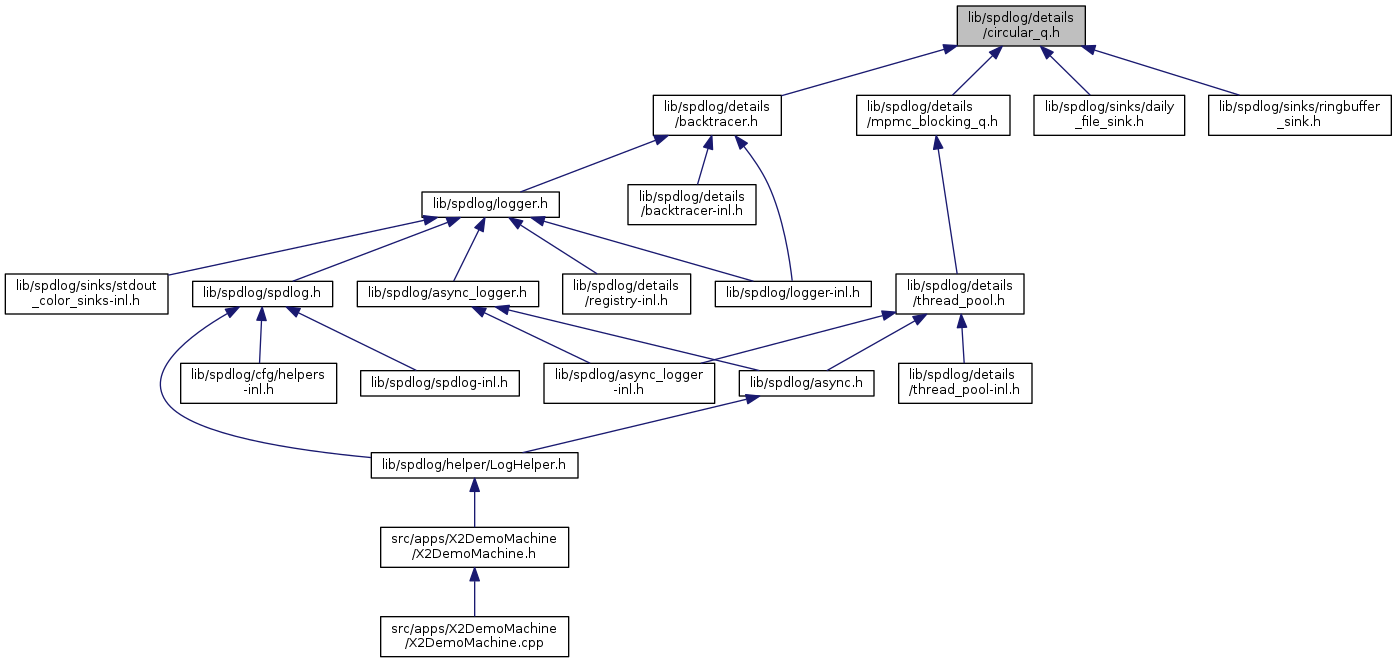 lib/spdlog/details
/circular_q.h
lib/spdlog/details
/backtracer.h
lib/spdlog/details
/mpmc_blocking_q.h
lib/spdlog/sinks/daily
_file_sink.h
lib/spdlog/sinks/ringbuffer
_sink.h
lib/spdlog/logger.h
lib/spdlog/details
/backtracer-inl.h
lib/spdlog/sinks/stdout
_color_sinks-inl.h
lib/spdlog/spdlog.h
lib/spdlog/async_logger.h
lib/spdlog/details
/registry-inl.h
lib/spdlog/logger-inl.h
lib/spdlog/details
/thread_pool.h
lib/spdlog/cfg/helpers
-inl.h
lib/spdlog/spdlog-inl.h
lib/spdlog/async_logger
-inl.h
lib/spdlog/async.h
lib/spdlog/details
/thread_pool-inl.h
lib/spdlog/helper/LogHelper.h
src/apps/X2DemoMachine
/X2DemoMachine.h
src/apps/X2DemoMachine
/X2DemoMachine.cpp